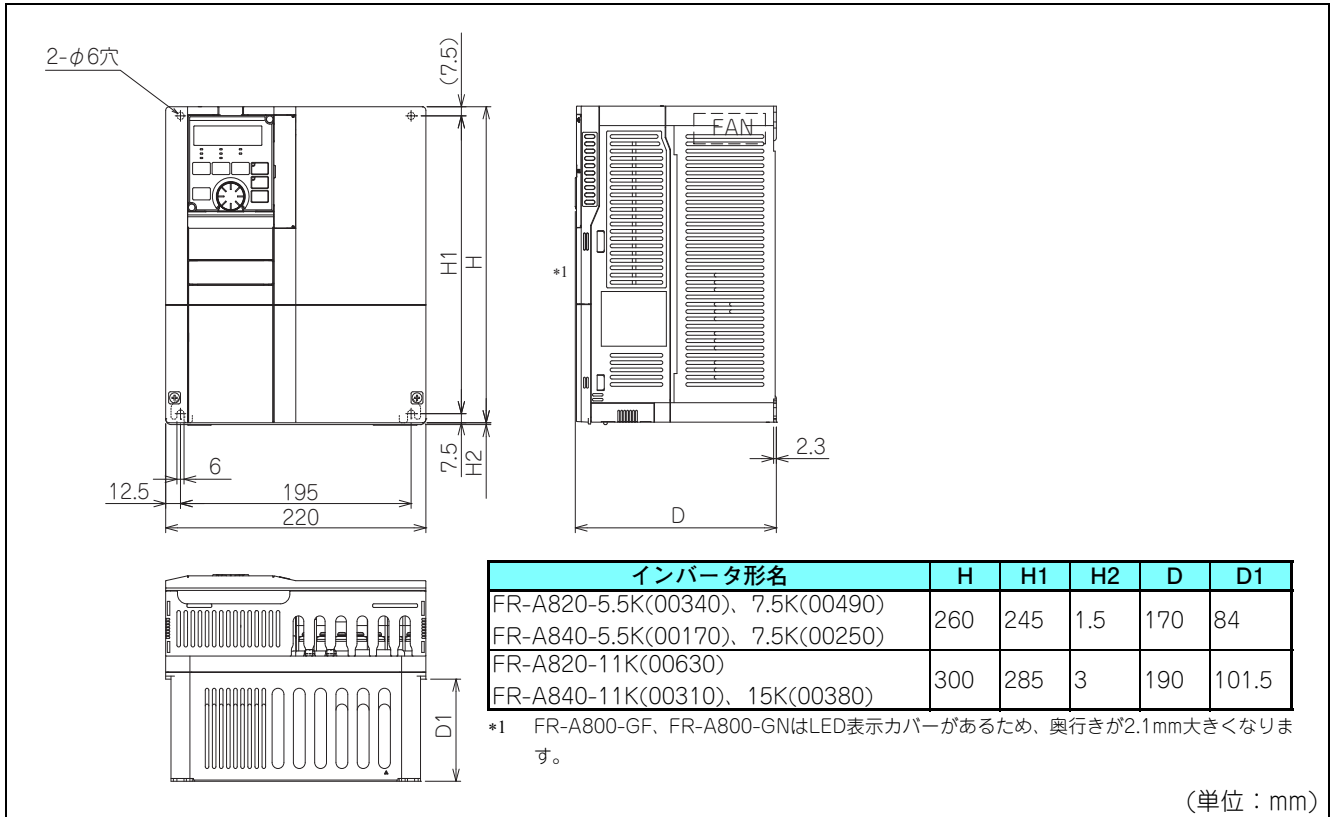 2-φ6穴
(7.5)
FAN
H1
H
*1
7.5
H2
6
12.5
195
220
2.3
D
D1
インバータ形名 H H1 H2 D D1
FR-A820-5.5K(00340)、7.5K(00490)
FR-A840-5.5K(00170)、7.5K(00250)
260 245 1.5 170 84
FR-A820-11K(00630)
FR-A840-11K(00310)、15K(00380)
300 285 3 190 101.5
*1 FR-A800-GF、FR-A800-GNはLED表示カバーがあるため、奥行きが2.1mm大きくなりま
す。
(単位：mm)